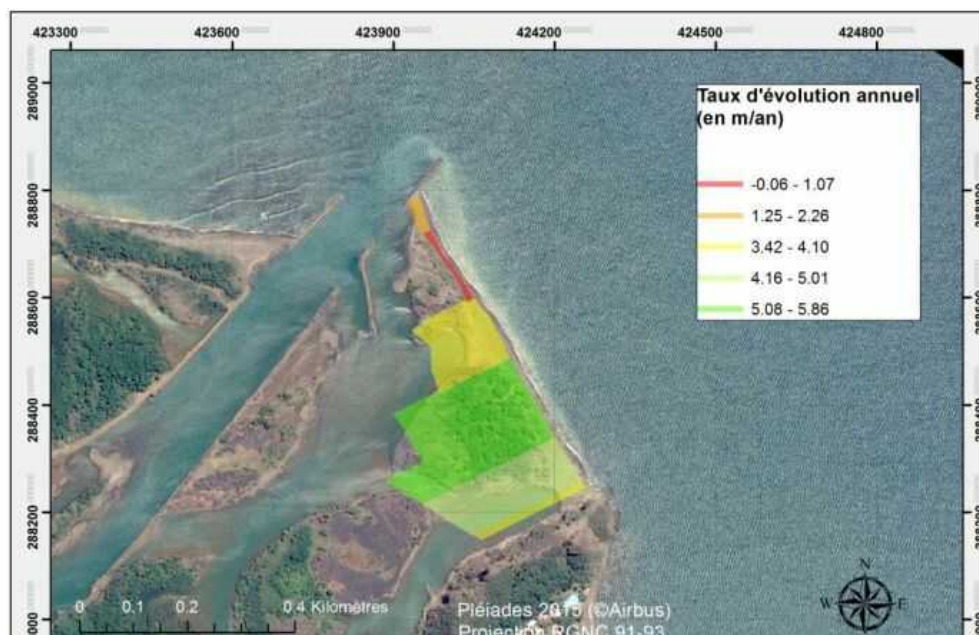 423300 423600 423900 424200 424500 424800
Taux d'évolution annuel
(en m/an)
-0.06 - 1.07
1.25 - 2.26
3.42 - 4.10
4.16 - 5.01
5.08 - 5.86
289000
288800
288600
288400
288200
000
N
W E
0 0.1 0.2 0.4 Kilomètres
Pléiades 2015 (©Airbus)
Projection RGNC 91-93